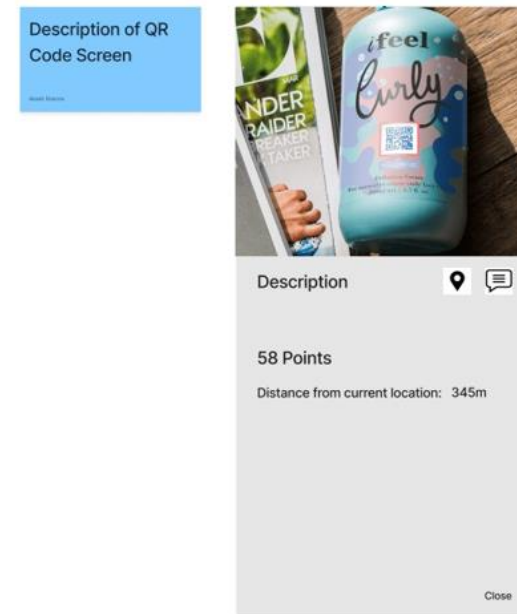 Description of QR
Code Screen
E
MAR
NDER
RAIDER
REAKER
TAKER
ifeel
Curly
Description
58 Points
Distance from current location: 345m
Close